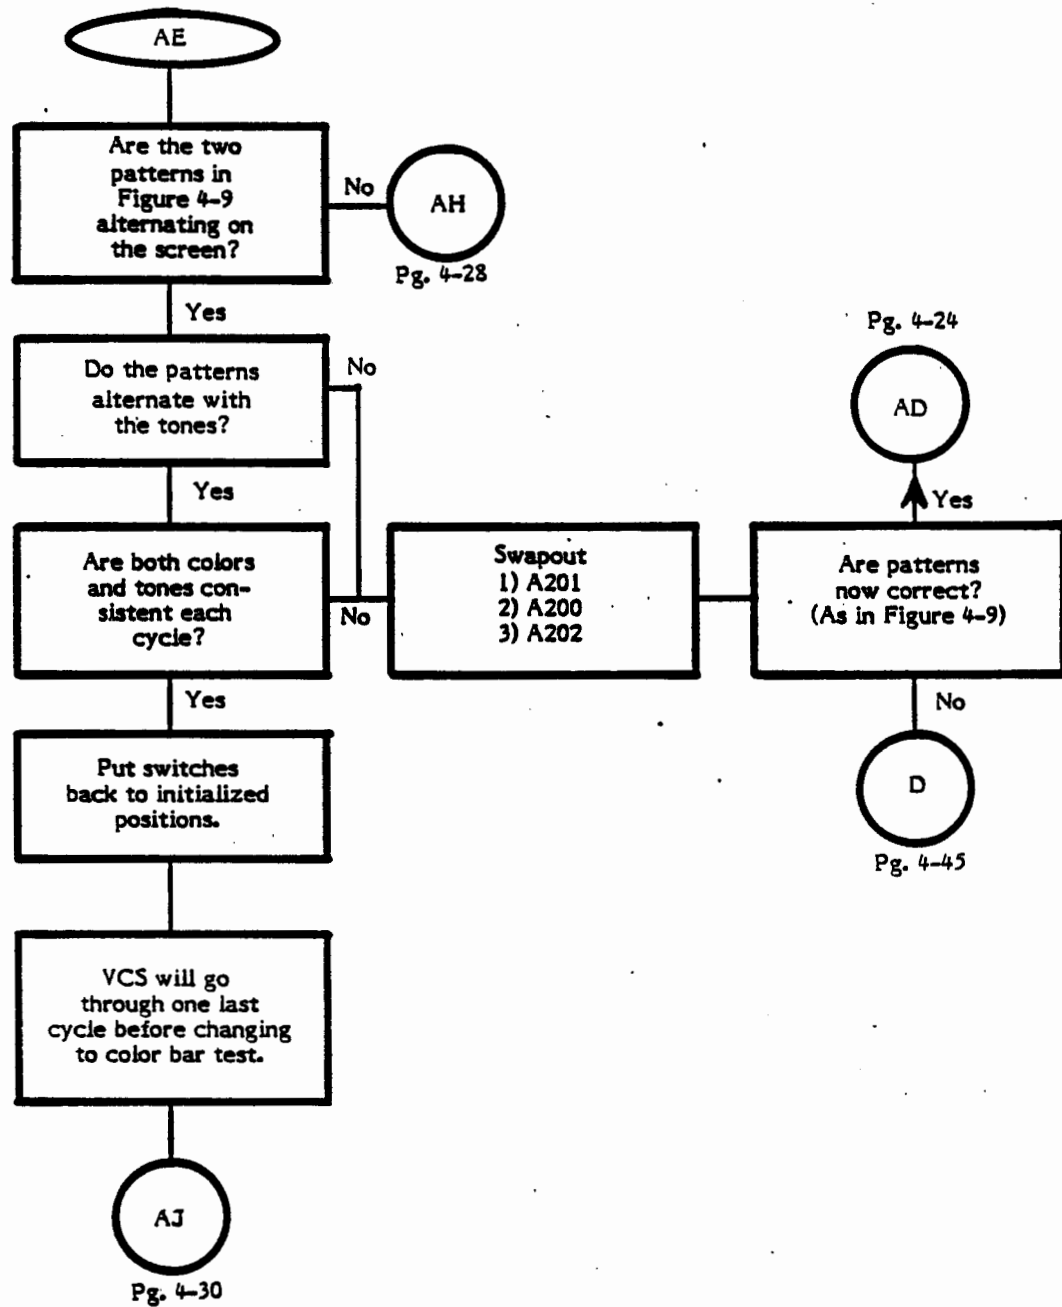 AE
Are the two
patterns in
Figure 4-9
alternating on
the screen?
No
AH
Pg. 4-28
Yes
Do the patterns
alternate with
the tones?
No
Yes
Are both colors
and tones con-
sistent each
cycle?
No
Swapout
1) A201
2) A200
3) A202
Are patterns
now correct?
(As in Figure 4-9)
Yes
AD
Pg. 4-24
No
D
Pg. 4-45
Yes
Put switches
back to initialized
positions.
VCS will go
through one last
cycle before changing
to color bar test.
AJ
Pg. 4-30